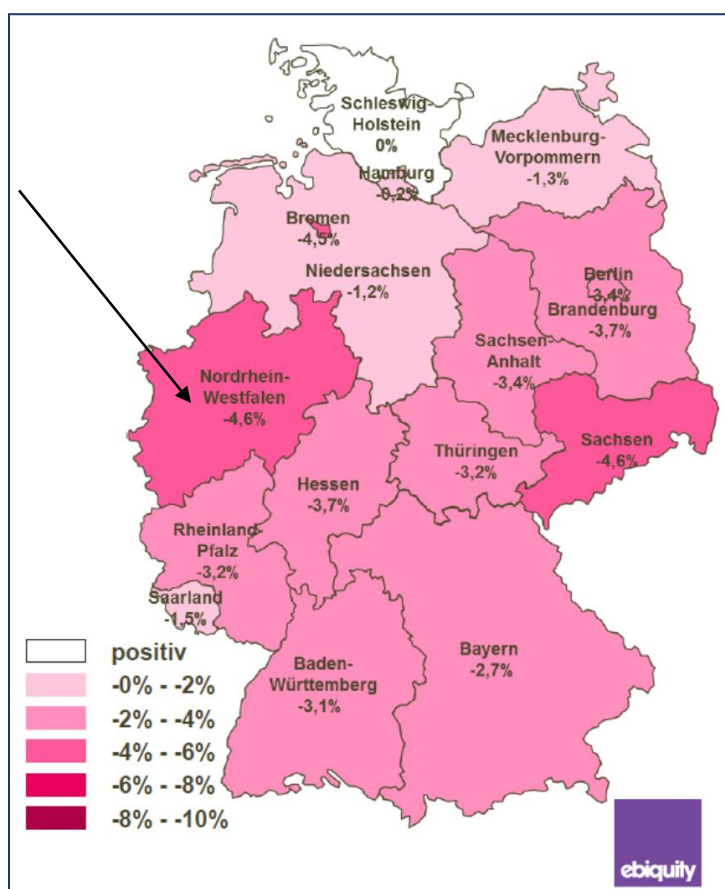 Schleswig-
Holstein
0%
Mecklenburg-
Vorpommern
-1,3%
Hamburg
-0,2%
Bremen
-4,5%
Niedersachsen
-1,2%
Berlin
-3,4%
Brandenburg
-3,7%
Sachsen-
Anhalt
-3,4%
Nordrhein-
Westfalen
-4,6%
Sachsen
-4,6%
Thüringen
-3,2%
Hessen
-3,7%
Rheinland-
Pfalz
-3,2%
Saarland
-1,5%
Baden-
Württemberg
-3,1%
Bayern
-2,7%
positiv
-0% - -2%
-2% - -4%
-4% - -6%
-6% - -8%
-8% - -10%
ebiquity